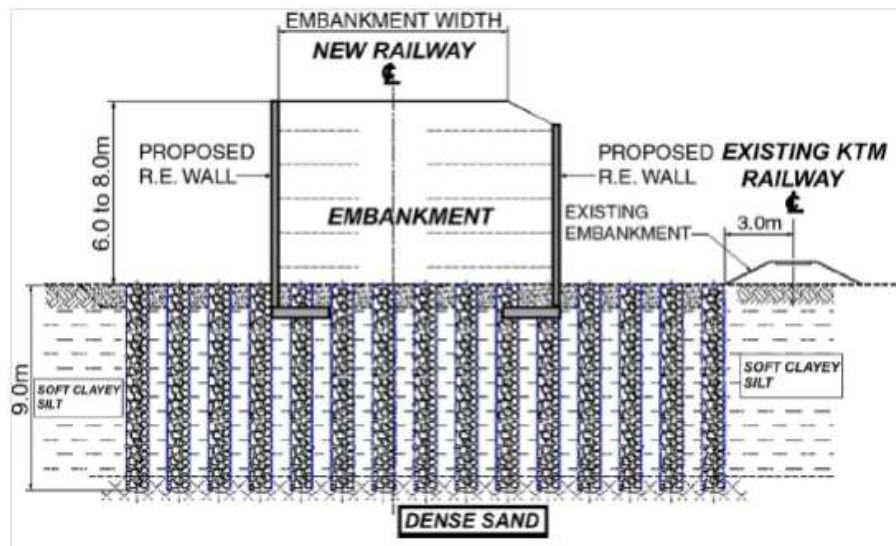 EMBANKMENT WIDTH
NEW RAILWAY
℄
PROPOSED
R.E. WALL
6.0 to 8.0m
EMBANKMENT
PROPOSED
R.E. WALL
EXISTING KTM
RAILWAY
℄
EXISTING
EMBANKMENT
3.0m
9.0m
SOFT CLAYEY
SILT
SOFT CLAYEY
SILT
DENSE SAND